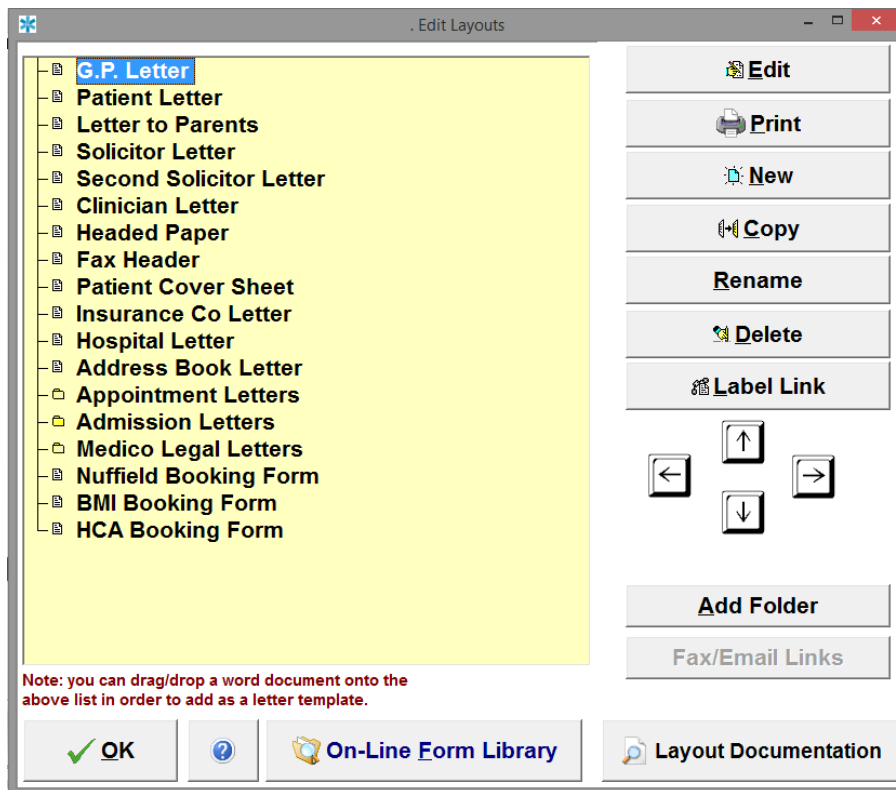 . Edit Layouts
G.P. Letter
Patient Letter
Letter to Parents
Solicitor Letter
Second Solicitor Letter
Clinician Letter
Headed Paper
Fax Header
Patient Cover Sheet
Insurance Co Letter
Hospital Letter
Address Book Letter
Appointment Letters
Admission Letters
Medico Legal Letters
Nuffield Booking Form
BMI Booking Form
HCA Booking Form
Edit
Print
New
Copy
Rename
Delete
Label Link
Add Folder
Fax/Email Links
Note: you can drag/drop a word document onto the
above list in order to add as a letter template.
OK
?
On-Line Form Library
Layout Documentation